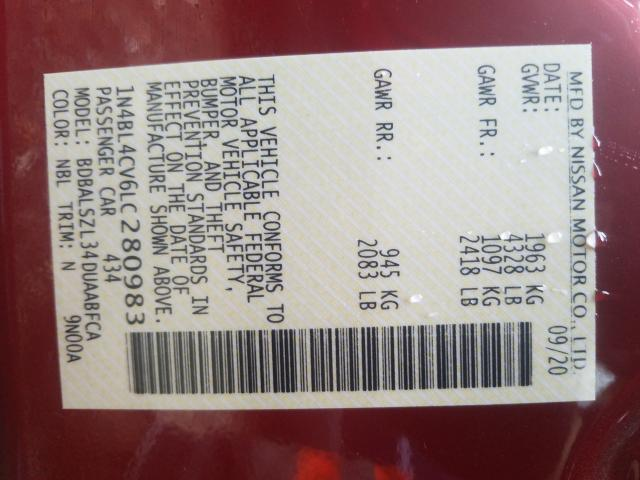 MFD BY NISSAN MOTOR CO., LTD.
DATE: 09/20
GVWR: 1963 KG
4328 LB
GAWR FR.: 1097 KG
2418 LB
GAWR RR.: 945 KG
2083 LB
THIS VEHICLE CONFORMS TO
ALL APPLICABLE FEDERAL
MOTOR VEHICLE SAFETY,
BUMPER, AND THEFT
PREVENTION STANDARDS IN
EFFECT ON THE DATE OF
MANUFACTURE SHOWN ABOVE.
1N4BL4CV6LC280983
PASSENGER CAR 434
MODEL: BDBALSZL34DUAABFCA
COLOR: NBL TRIM: N 9N00A